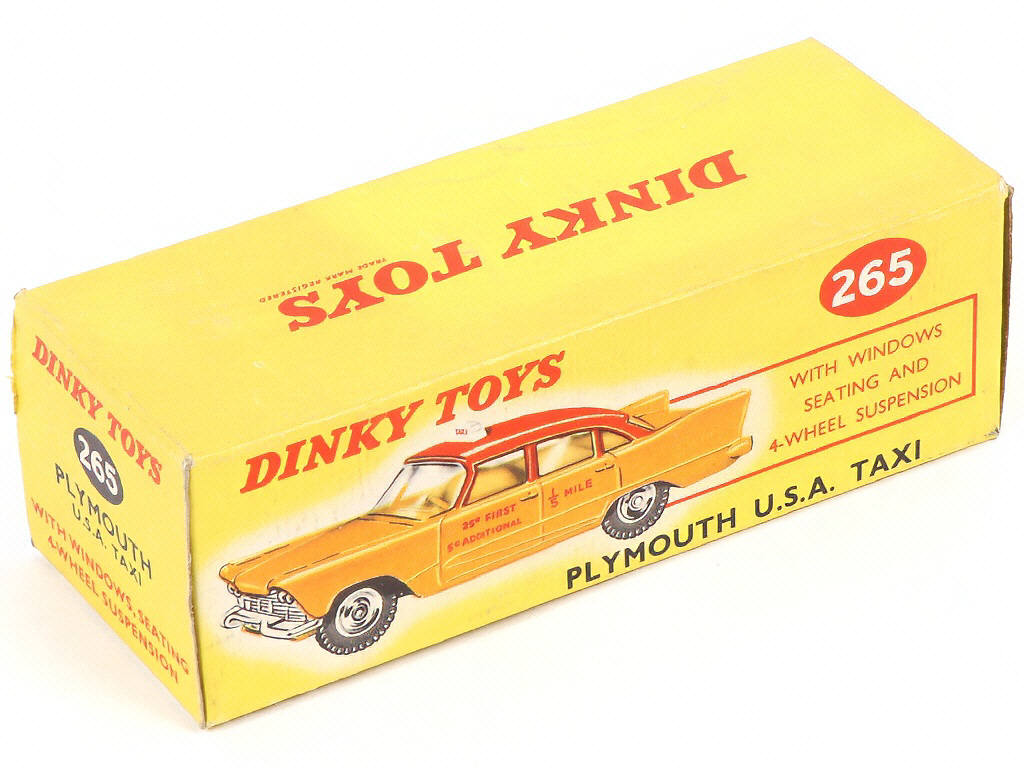 DINKY TOYS
TRADE MARK REGISTERED
265
WITH WINDOWS
SEATING AND
4-WHEEL SUSPENSION
DINKY TOYS
TAXI
25¢ FIRST 1/5 MILE
5¢ ADDITIONAL
PLYMOUTH U.S.A. TAXI
DINKY TOYS
265
PLYMOUTH
U.S.A. TAXI
WITH WINDOWS, SEATING
4-WHEEL SUSPENSION